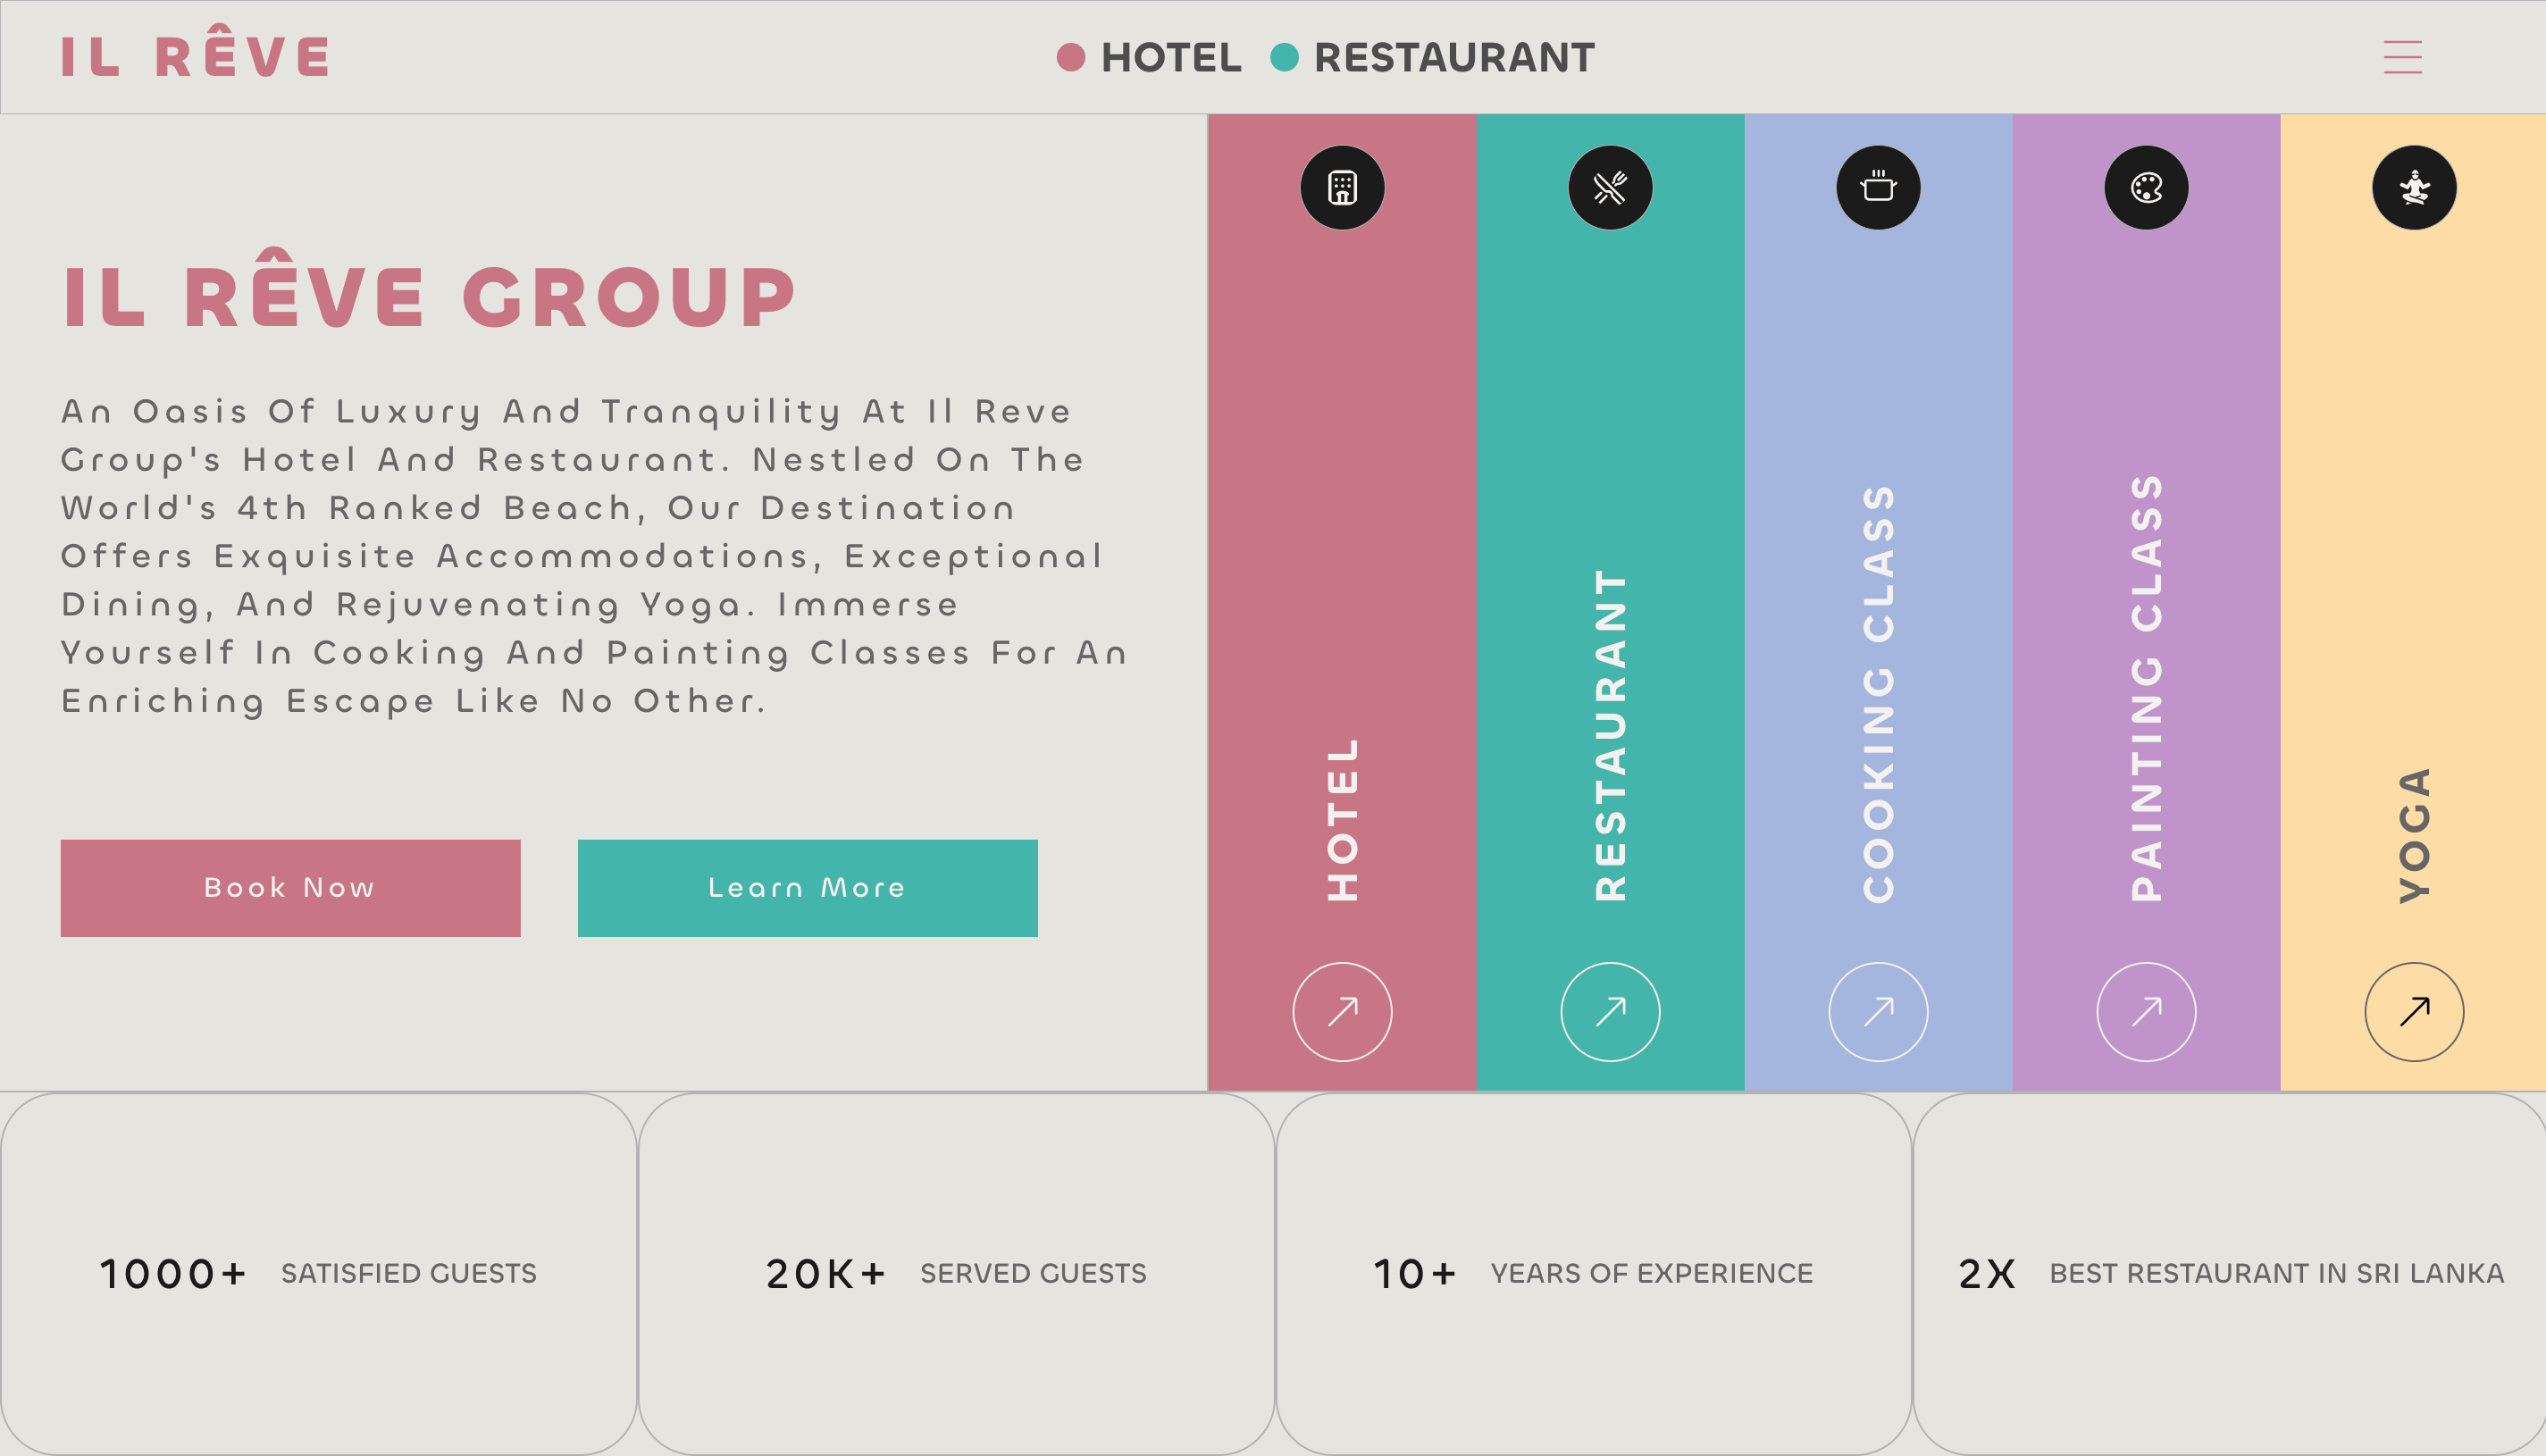 IL RÊVE
HOTEL
RESTAURANT
IL RÊVE GROUP
An Oasis Of Luxury And Tranquility At Il Reve
Group's Hotel And Restaurant. Nestled On The
World's 4th Ranked Beach, Our Destination
Offers Exquisite Accommodations, Exceptional
Dining, And Rejuvenating Yoga. Immerse
Yourself In Cooking And Painting Classes For An
Enriching Escape Like No Other.
Book Now
Learn More
HOTEL
RESTAURANT
COOKING CLASS
PAINTING CLASS
YOGA
1000+ SATISFIED GUESTS
20K+ SERVED GUESTS
10+ YEARS OF EXPERIENCE
2X BEST RESTAURANT IN SRI LANKA